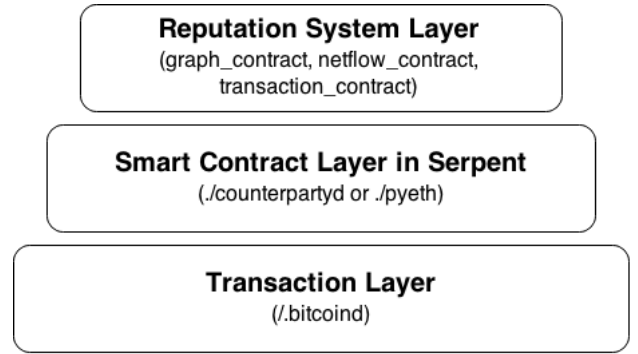 Reputation System Layer
(graph_contract, netflow_contract,
transaction_contract)
Smart Contract Layer in Serpent
(./counterpartyd or ./pyeth)
Transaction Layer
(/.bitcoind)